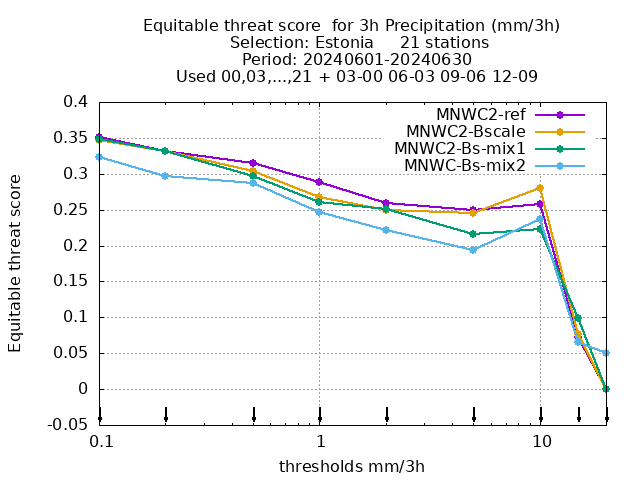 Equitable threat score  for 3h Precipitation (mm/3h)
Selection: Estonia     21 stations
Period: 20240601-20240630
Used 00,03,...,21 + 03-00 06-03 09-06 12-09
MNWC2-ref
MNWC2-Bscale
MNWC2-Bs-mix1
MNWC-Bs-mix2
Equitable threat score
0.4
0.35
0.3
0.25
0.2
0.15
0.1
0.05
0
-0.05
0.1 1 10
thresholds mm/3h